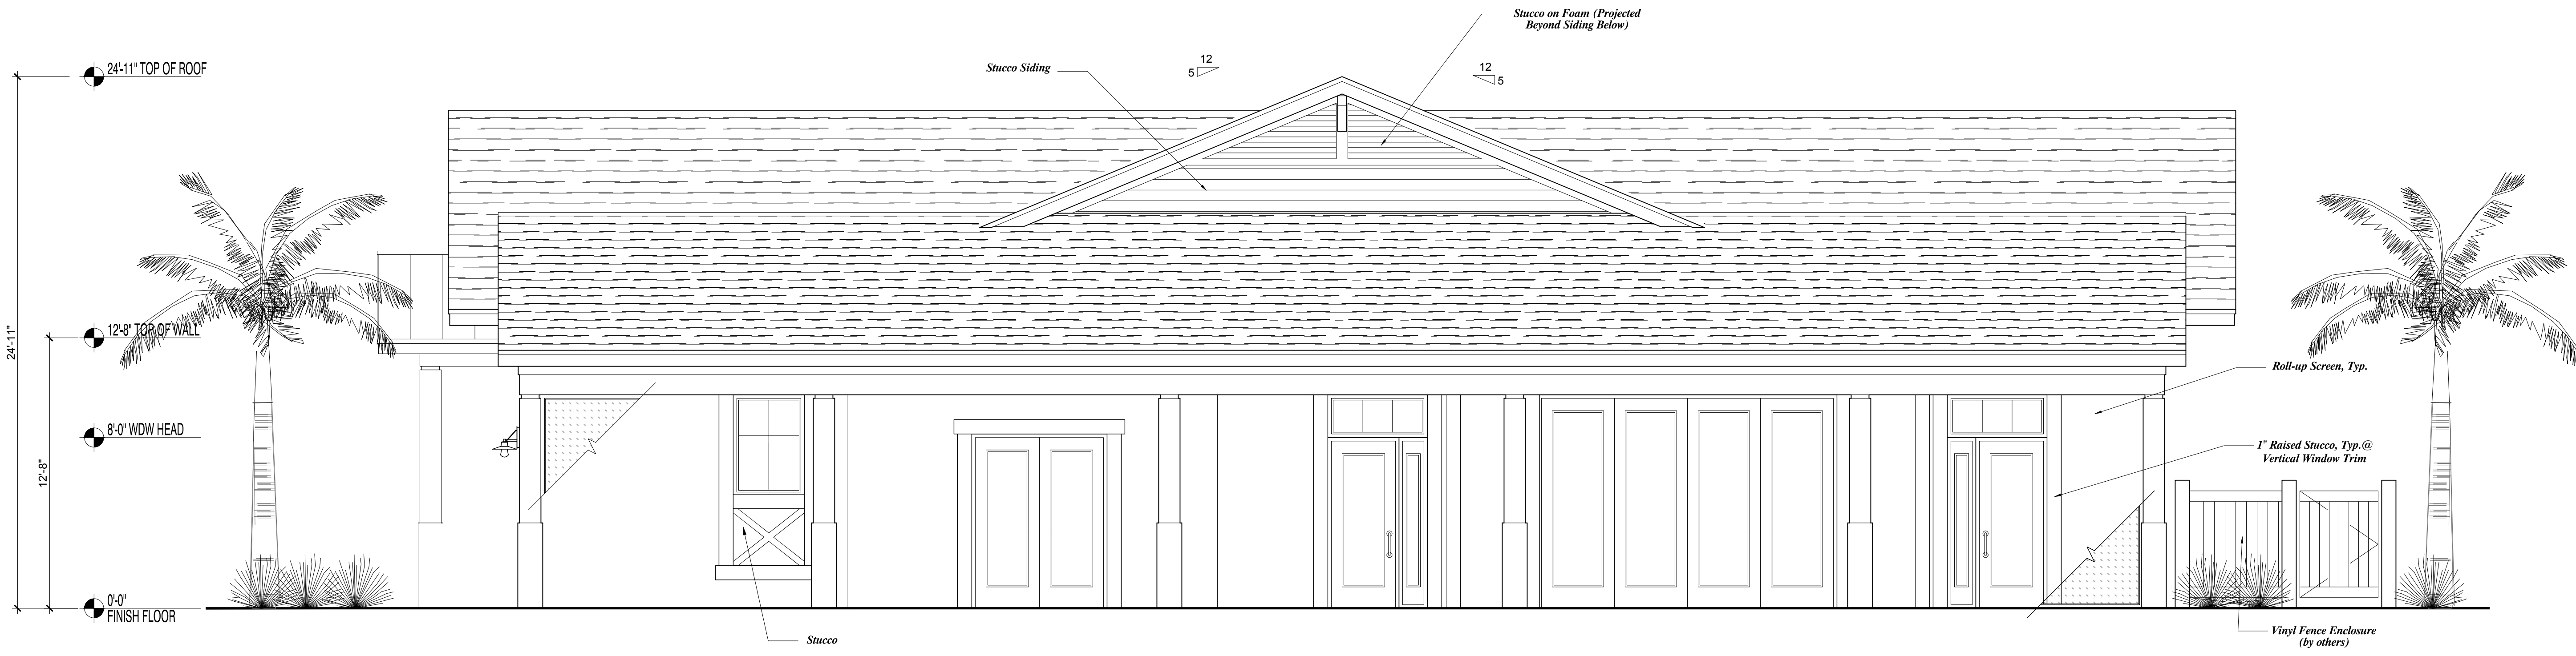 Stucco on Foam (Projected
Beyond Siding Below)
24'-11" TOP OF ROOF
Stucco Siding
12
5
12
5
24'-11"
12'-8" TOP OF WALL
Roll-up Screen, Typ.
8'-0" WDW HEAD
1" Raised Stucco, Typ.@
Vertical Window Trim
12'-8"
0'-0"
FINISH FLOOR
Stucco
Vinyl Fence Enclosure
(by others)